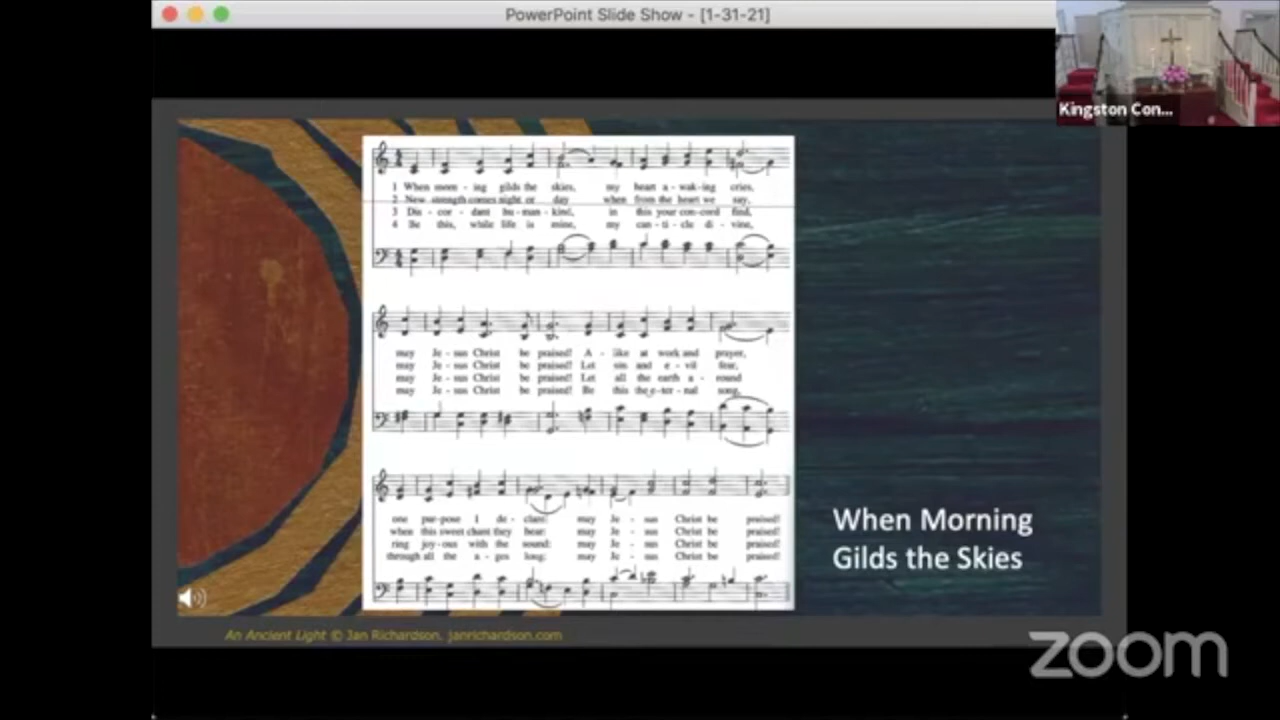 PowerPoint Slide Show - [1-31-21]
Kingston Con...
1 When morn - ing gilds the skies, my heart a - wak - ing cries,
2 New strength comes night or day when from the heart we say,
3 Dis - cor - dant hu - man - kind, in this your con - cord find,
4 Be this, while life is mine, my can - ti - cle di - vine,
may Je - sus Christ be praised! A - like at work and prayer,
may Je - sus Christ be praised! Let sin and e - vil fear,
may Je - sus Christ be praised! Let all the earth a - round
may Je - sus Christ be praised! Be this the e - ter - nal song,
one pur - pose I de - clare: may Je - sus Christ be praised!
when this sweet chant they hear: may Je - sus Christ be praised!
ring joy - ous with the sound: may Je - sus Christ be praised!
through all the a - ges long: may Je - sus Christ be praised!
When Morning
Gilds the Skies
An Ancient Light © Jan Richardson. janrichardson.com
zoom